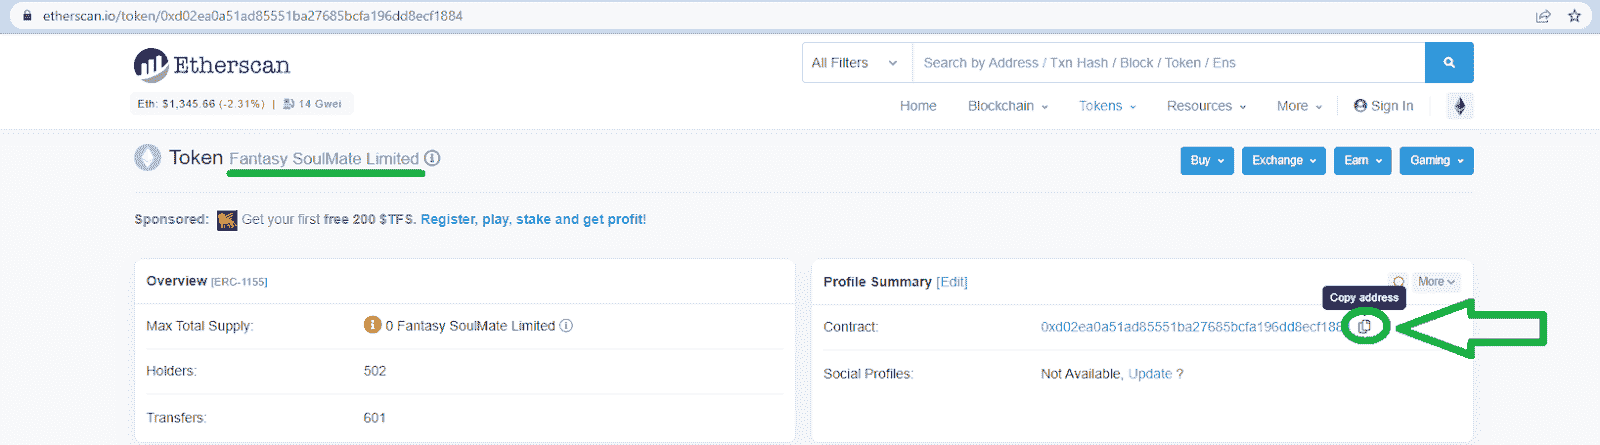 etherscan.io/token/0xd02ea0a51ad85551ba27685bcfa196dd8ecf1884
Etherscan
All Filters
Search by Address / Txn Hash / Block / Token / Ens
Eth: $1,345.66 (-2.31%) | 14 Gwei
Home Blockchain Tokens Resources More Sign In
Token Fantasy SoulMate Limited
Buy Exchange Earn Gaming
Sponsored: Get your first free 200 $TFS. Register, play, stake and get profit!
Overview [ERC-1155]
Max Total Supply: 0 Fantasy SoulMate Limited
Holders: 502
Transfers: 601
Profile Summary [Edit]
More
Copy address
Contract: 0xd02ea0a51ad85551ba27685bcfa196dd8ecf188
Social Profiles: Not Available, Update ?